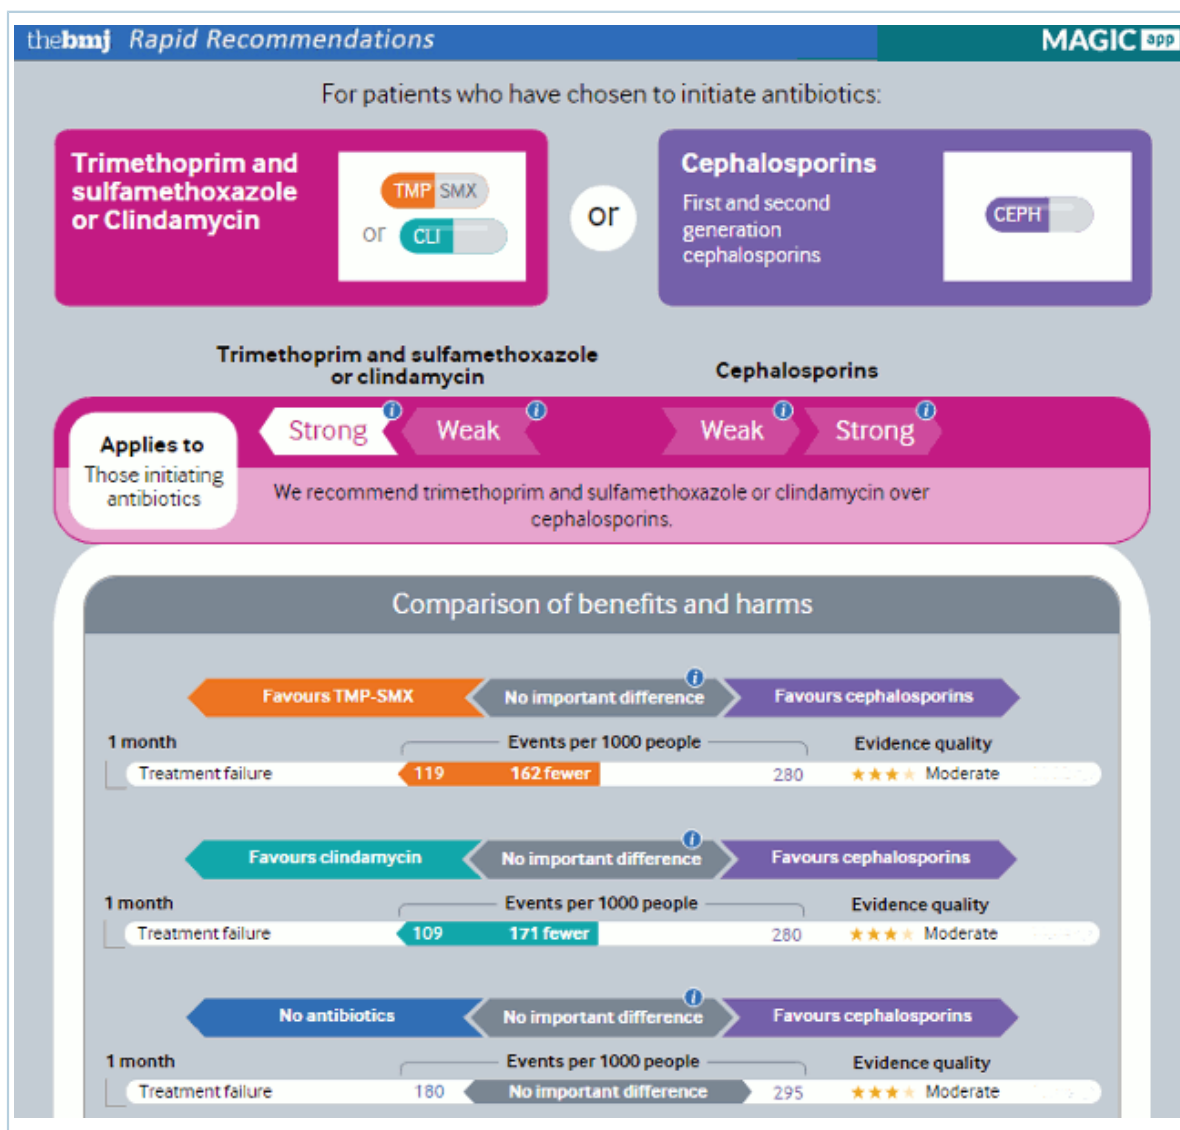 thebmj Rapid Recommendations
MAGIC app
For patients who have chosen to initiate antibiotics:
Trimethoprim and
sulfamethoxazole
or Clindamycin
TMP SMX
or CLI
or
Cephalosporins
First and second
generation
cephalosporins
CEPH
Trimethoprim and sulfamethoxazole
or clindamycin
Cephalosporins
Applies to
Those initiating
antibiotics
Strong i Weak i Weak i Strong i
We recommend trimethoprim and sulfamethoxazole or clindamycin over
cephalosporins.
Comparison of benefits and harms
Favours TMP-SMX No important difference i Favours cephalosporins
1 month Events per 1000 people Evidence quality
Treatment failure 119 162 fewer 280 Moderate
Favours clindamycin No important difference i Favours cephalosporins
1 month Events per 1000 people Evidence quality
Treatment failure 109 171 fewer 280 Moderate
No antibiotics No important difference i Favours cephalosporins
1 month Events per 1000 people Evidence quality
Treatment failure 180 No important difference 295 Moderate